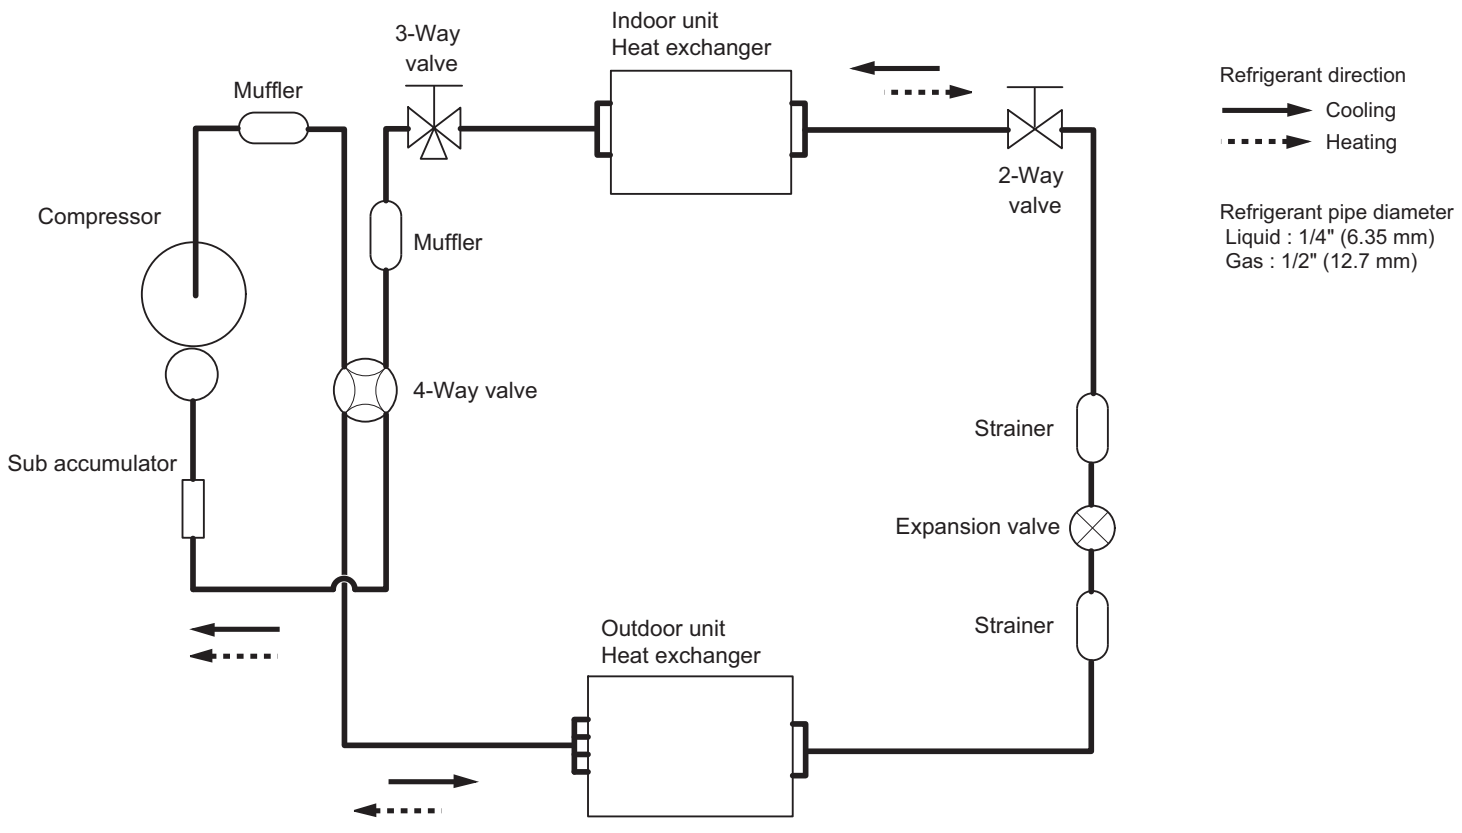 3-Way
valve
Indoor unit
Heat exchanger
Muffler
Refrigerant direction
Cooling
Heating
2-Way
valve
Refrigerant pipe diameter
Liquid : 1/4" (6.35 mm)
Gas : 1/2" (12.7 mm)
Compressor
Muffler
4-Way valve
Strainer
Sub accumulator
Expansion valve
Strainer
Outdoor unit
Heat exchanger